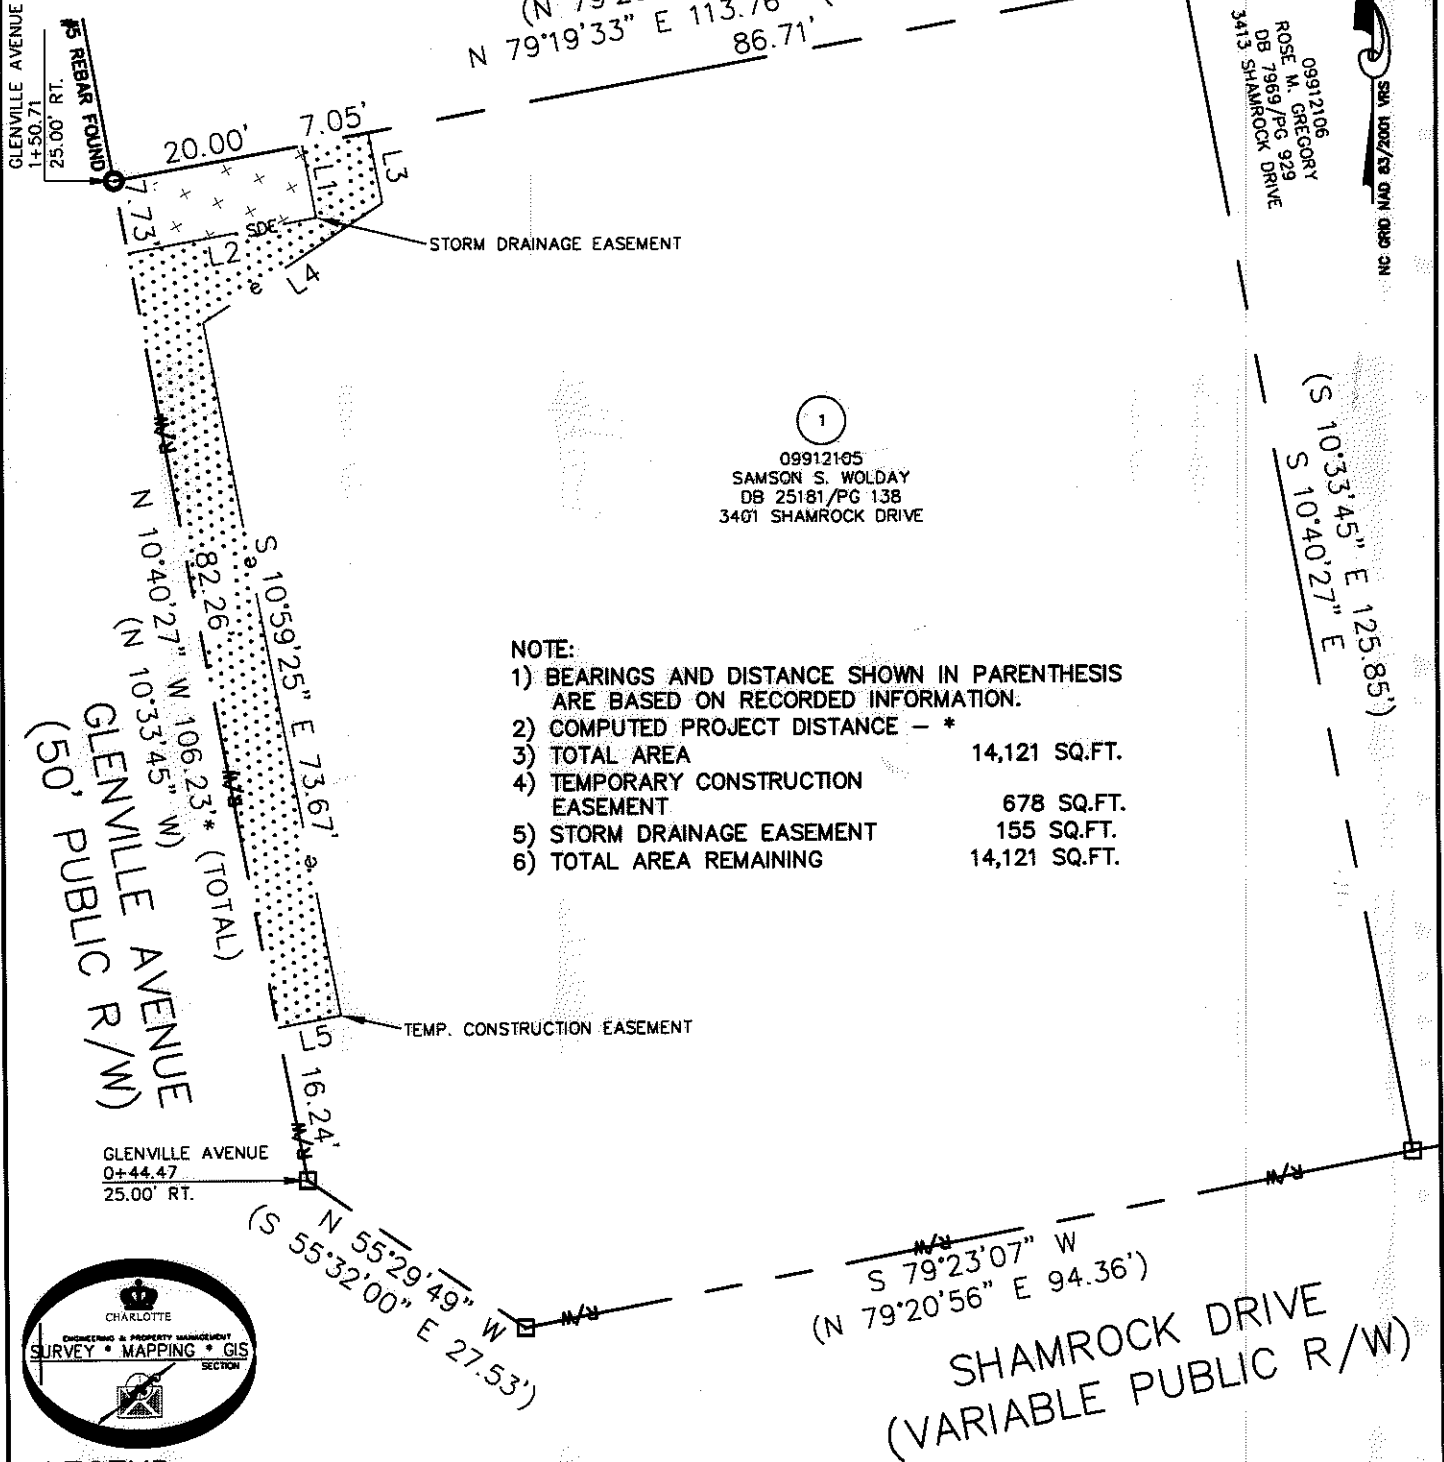 N 79°19'33" E 113.76'
86.71'
GLENVILLE AVENUE
1+50.71
25.00' RT.
#5 REBAR FOUND
20.00'
7.05'
7.73'
L1
L3
L2
SDE
L4
e
STORM DRAINAGE EASEMENT
09912106
ROSE M. GREGORY
DB 7969/PG 929
3413 SHAMROCK DRIVE
NC GRID NAD 83/2001 VRS
1
09912105
SAMSON S. WOLDAY
DB 25181/PG 138
3401 SHAMROCK DRIVE
(S 10°33'45" E 125.85')
S 10°40'27" E
R/W
N 10°40'27" W 106.23'* (TOTAL)
(N 10°33'45" W)
82.26'
e
S 10°59'25" E 73.67'
e
R/W
GLENVILLE AVENUE
(50' PUBLIC R/W)
NOTE:
1) BEARINGS AND DISTANCE SHOWN IN PARENTHESIS
ARE BASED ON RECORDED INFORMATION.
2) COMPUTED PROJECT DISTANCE – *
3) TOTAL AREA 14,121 SQ.FT.
4) TEMPORARY CONSTRUCTION
EASEMENT 678 SQ.FT.
5) STORM DRAINAGE EASEMENT 155 SQ.FT.
6) TOTAL AREA REMAINING 14,121 SQ.FT.
TEMP. CONSTRUCTION EASEMENT
L5
16.24'
R/W
GLENVILLE AVENUE
0+44.47
25.00' RT.
N 55°29'49" W
(S 55°32'00" E 27.53')
R/W
R/W
R/W
S 79°23'07" W
(N 79°20'56" E 94.36')
SHAMROCK DRIVE
(VARIABLE PUBLIC R/W)
CHARLOTTE
ENGINEERING & PROPERTY MANAGEMENT
SURVEY * MAPPING * GIS
SECTION